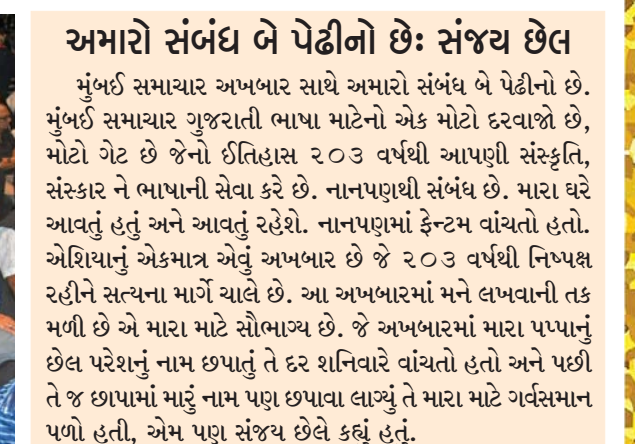 અમારો સંબંધ બે પેઢીનો છેઃ સંજય છેલ
મુંબઈ સમાચાર અખબાર સાથે અમારો સંબંધ બે પેઢીનો છે.
મુંબઈ સમાચાર ગુજરાતી ભાષા માટેનો એક મોટો દરવાજો છે,
મોટો ગેટ છે જેનો ઈતિહાસ ૨૦૩ વર્ષથી આપણી સંસ્કૃતિ,
સંસ્કાર ને ભાષાની સેવા કરે છે. નાનપણથી સંબંધ છે. મારા ઘરે
આવતું હતું અને આવતું રહેશે. નાનપણમાં ફેન્ટમ વાંચતો હતો.
એશિયાનું એકમાત્ર એવું અખબાર છે જે ૨૦૩ વર્ષથી નિષ્પક્ષ
રહીને સત્યના માર્ગે ચાલે છે. આ અખબારમાં મને લખવાની તક
મળી છે એ મારા માટે સૌભાગ્ય છે. જે અખબારમાં મારા પપ્પાનું
છેલ પરેશનું નામ છપાતું તે દર શનિવારે વાંચતો હતો અને પછી
તે જ છાપામાં મારું નામ પણ છપાવા લાગ્યું તે મારા માટે ગર્વસમાન
પળો હતી, એમ પણ સંજય છેલે કહ્યું હતું.